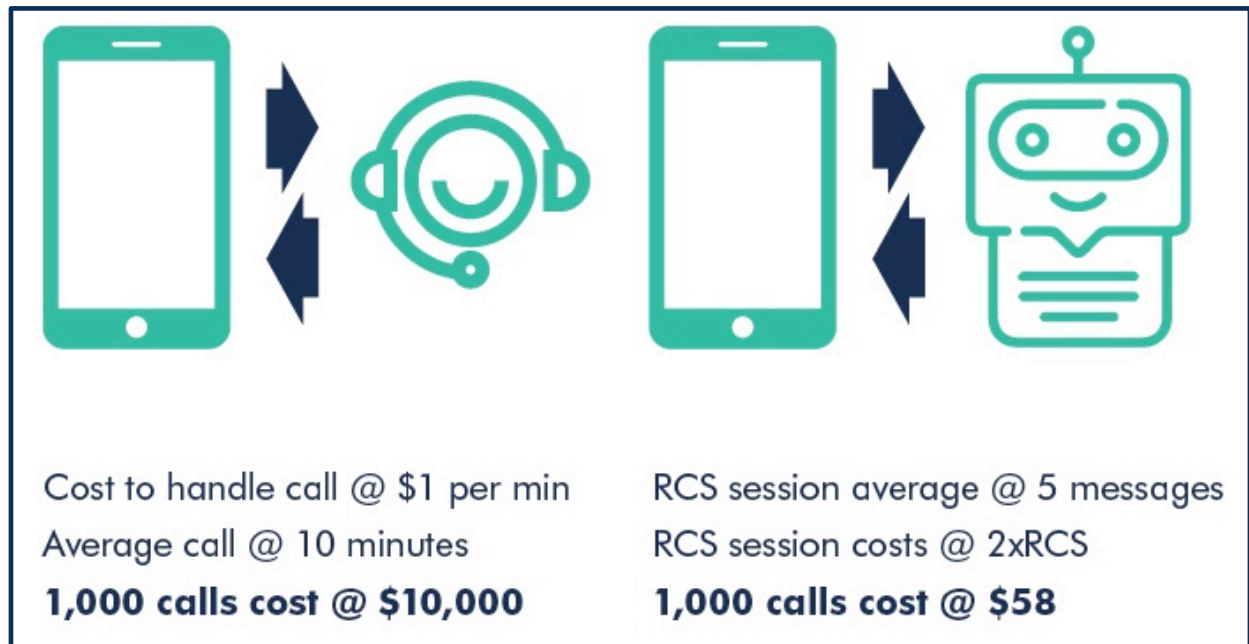 Cost to handle call @ $1 per min
Average call @ 10 minutes
1,000 calls cost @ $10,000
RCS session average @ 5 messages
RCS session costs @ 2xRCS
1,000 calls cost @ $58